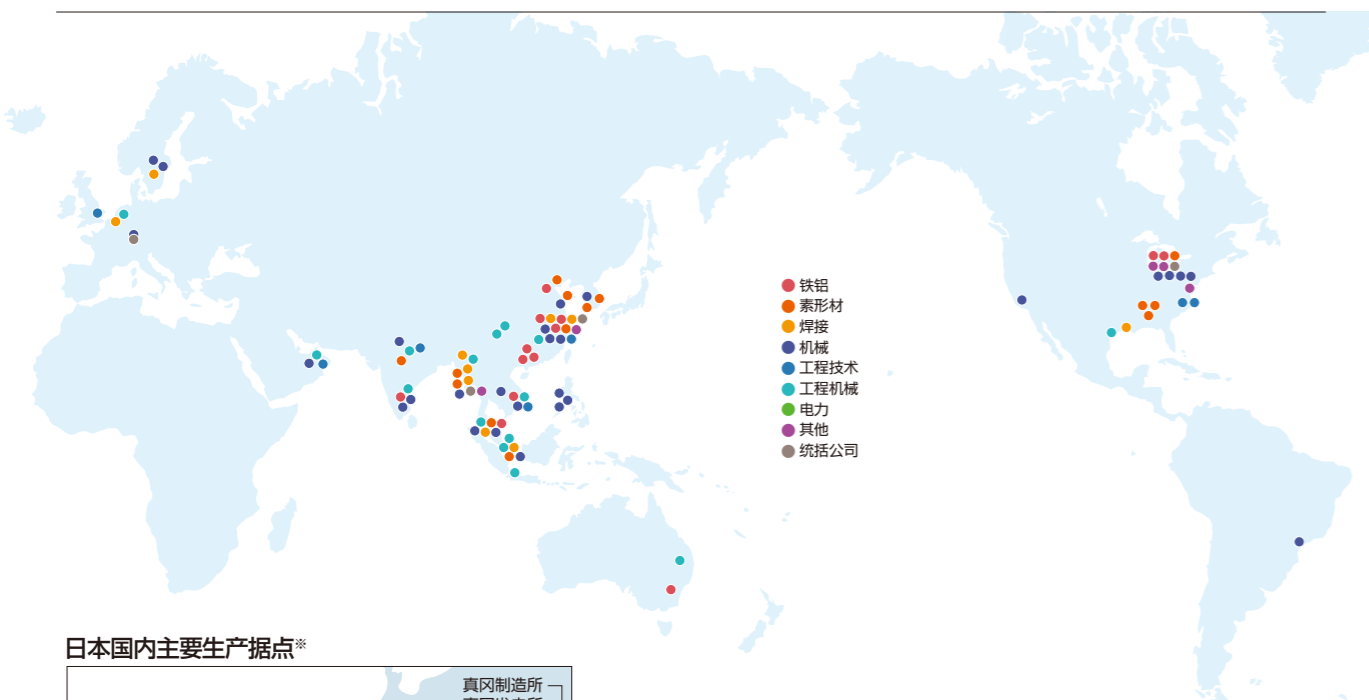 铁铝
素形材
焊接
机械
工程技术
工程机械
电力
其他
统括公司
日本国内主要生产据点※
真冈制造所